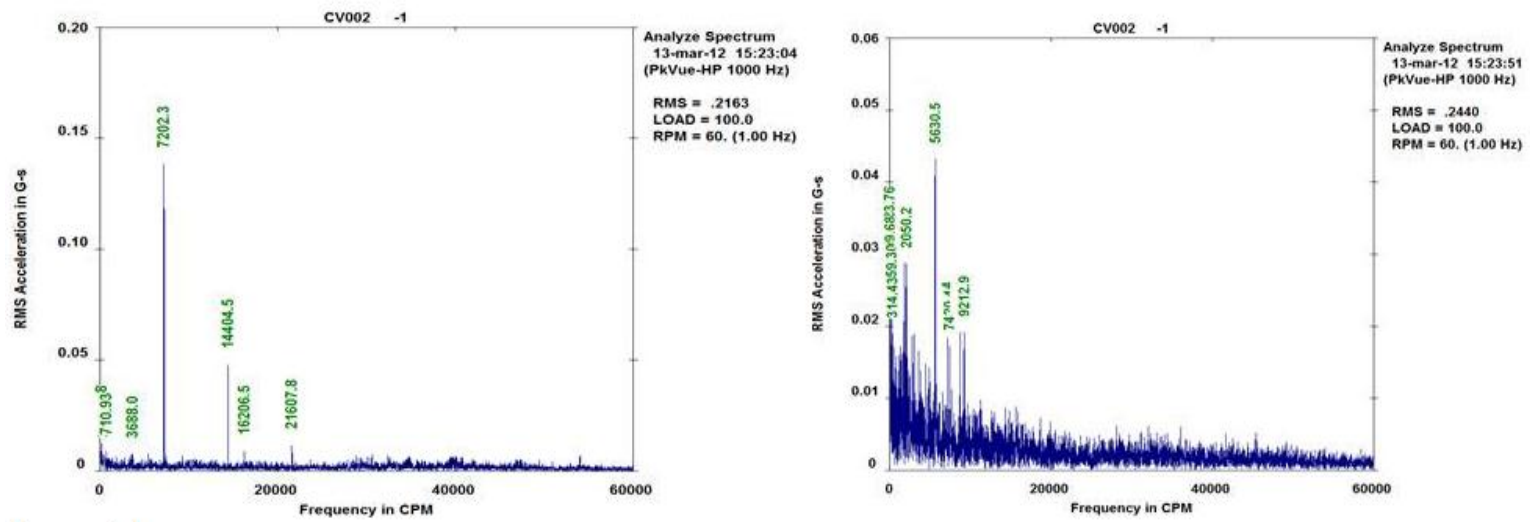 CV002 -1
0.20
0.15
0.10
0.05
0
RMS Acceleration in G-s
710.938
3688.0
7202.3
14404.5
16206.5
21607.8
0 20000 40000 60000
Frequency in CPM
Analyze Spectrum
13-mar-12 15:23:04
(PkVue-HP 1000 Hz)
RMS = .2163
LOAD = 100.0
RPM = 60. (1.00 Hz)
CV002 -1
0.06
0.05
0.04
0.03
0.02
0.01
0
RMS Acceleration in G-s
2050.2
5630.5
9212.9
0 20000 40000 60000
Frequency in CPM
Analyze Spectrum
13-mar-12 15:23:51
(PkVue-HP 1000 Hz)
RMS = .2440
LOAD = 100.0
RPM = 60. (1.00 Hz)